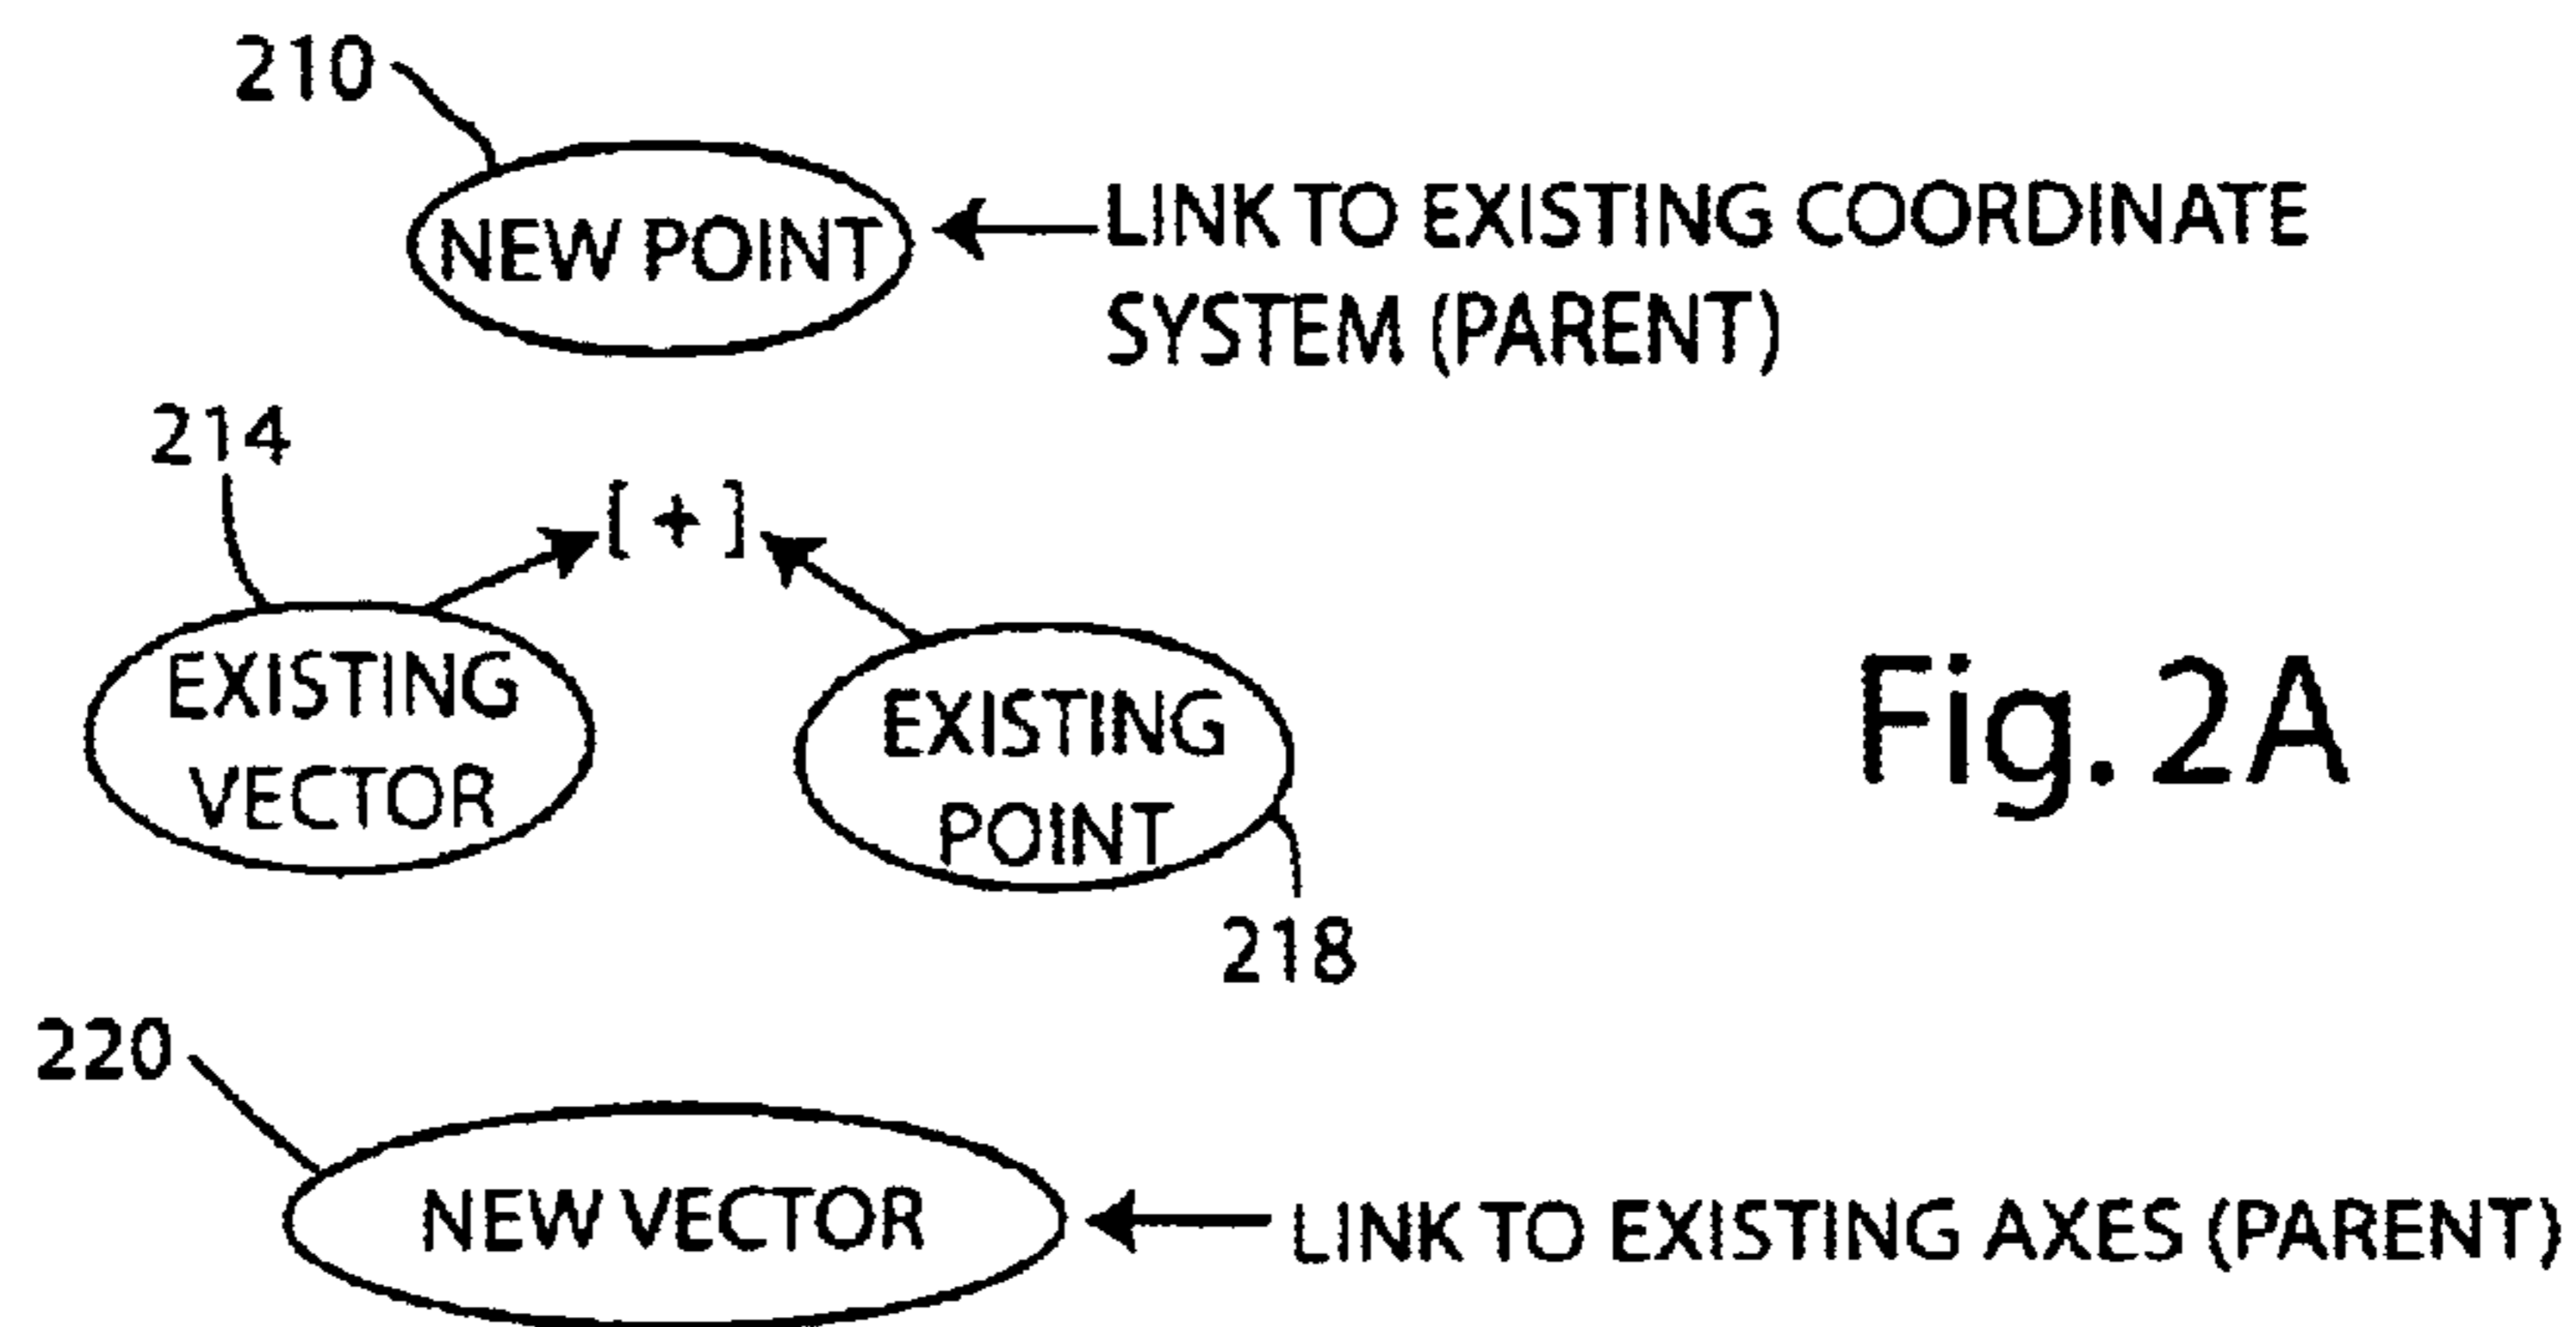 210
NEW POINT
LINK TO EXISTING COORDINATE
SYSTEM (PARENT)
214
[ + ]
EXISTING
VECTOR
EXISTING
POINT
218
Fig. 2A
220
NEW VECTOR
LINK TO EXISTING AXES (PARENT)